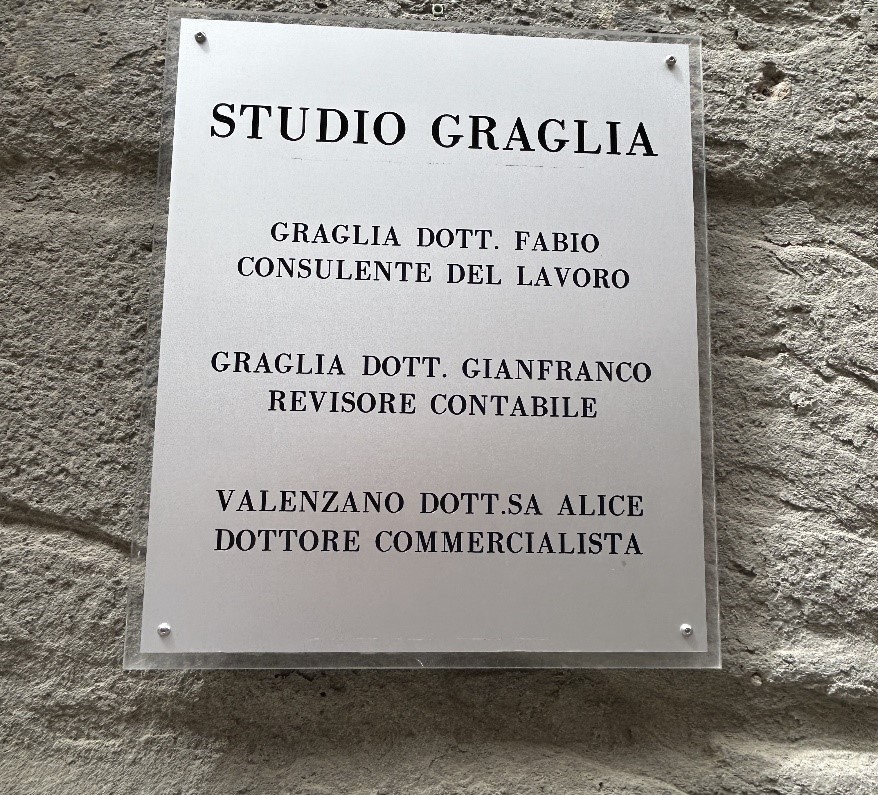 STUDIO GRAGLIA
GRAGLIA DOTT. FABIO
CONSULENTE DEL LAVORO
GRAGLIA DOTT. GIANFRANCO
REVISORE CONTABILE
VALENZANO DOTT.SA ALICE
DOTTORE COMMERCIALISTA